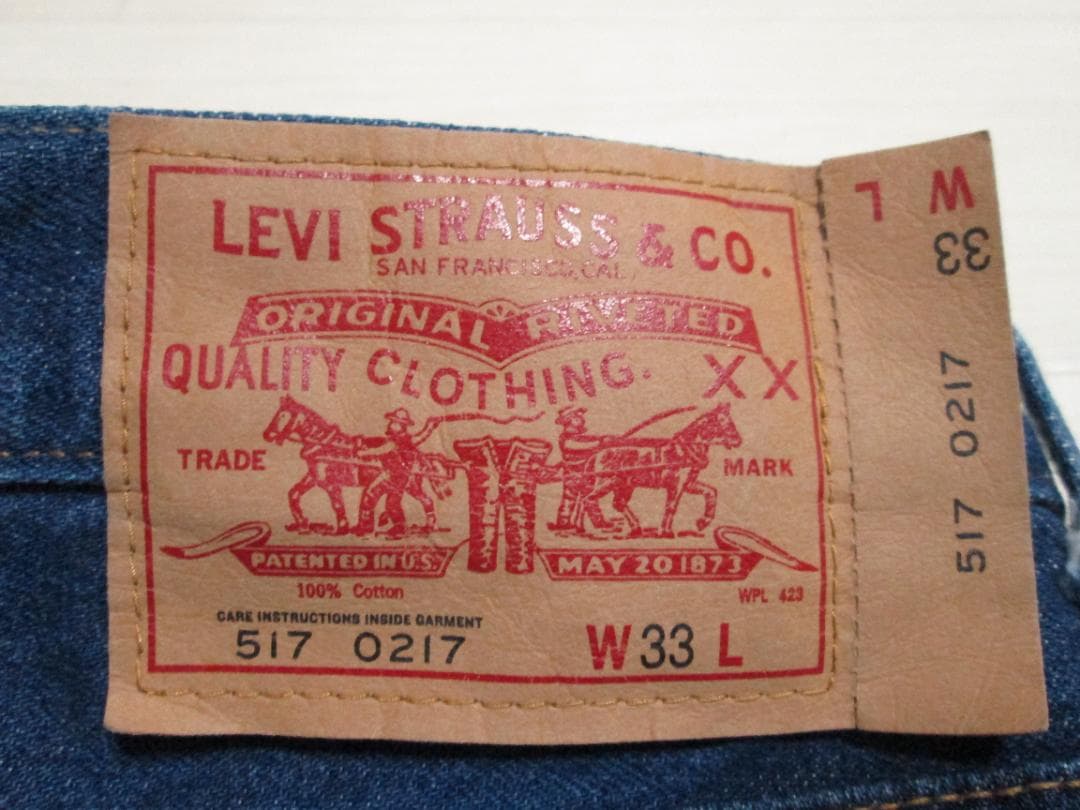 LEVI STRAUSS & CO.
SAN FRANCISCO, CAL.
ORIGINAL RIVETED
QUALITY CLOTHING. XX
TRADE MARK
PATENTED IN U.S. MAY 20 1873
100% Cotton WPL 423
CARE INSTRUCTIONS INSIDE GARMENT
517 0217 W 33 L
W 33 L
517 0217